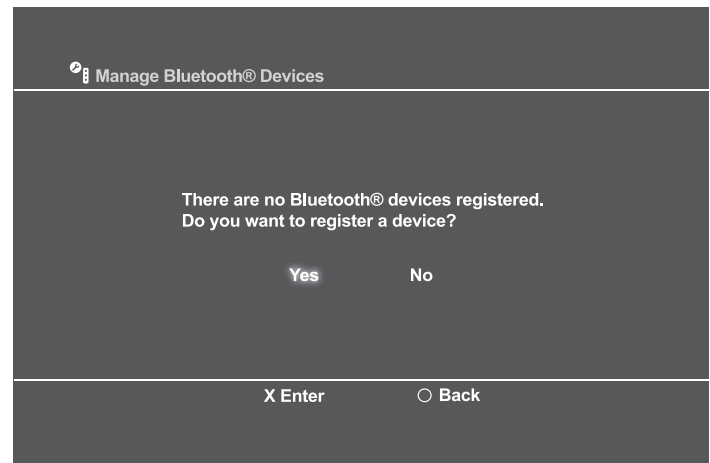 Manage Bluetooth® Devices
There are no Bluetooth® devices registered.
Do you want to register a device?
Yes No
X Enter ○ Back